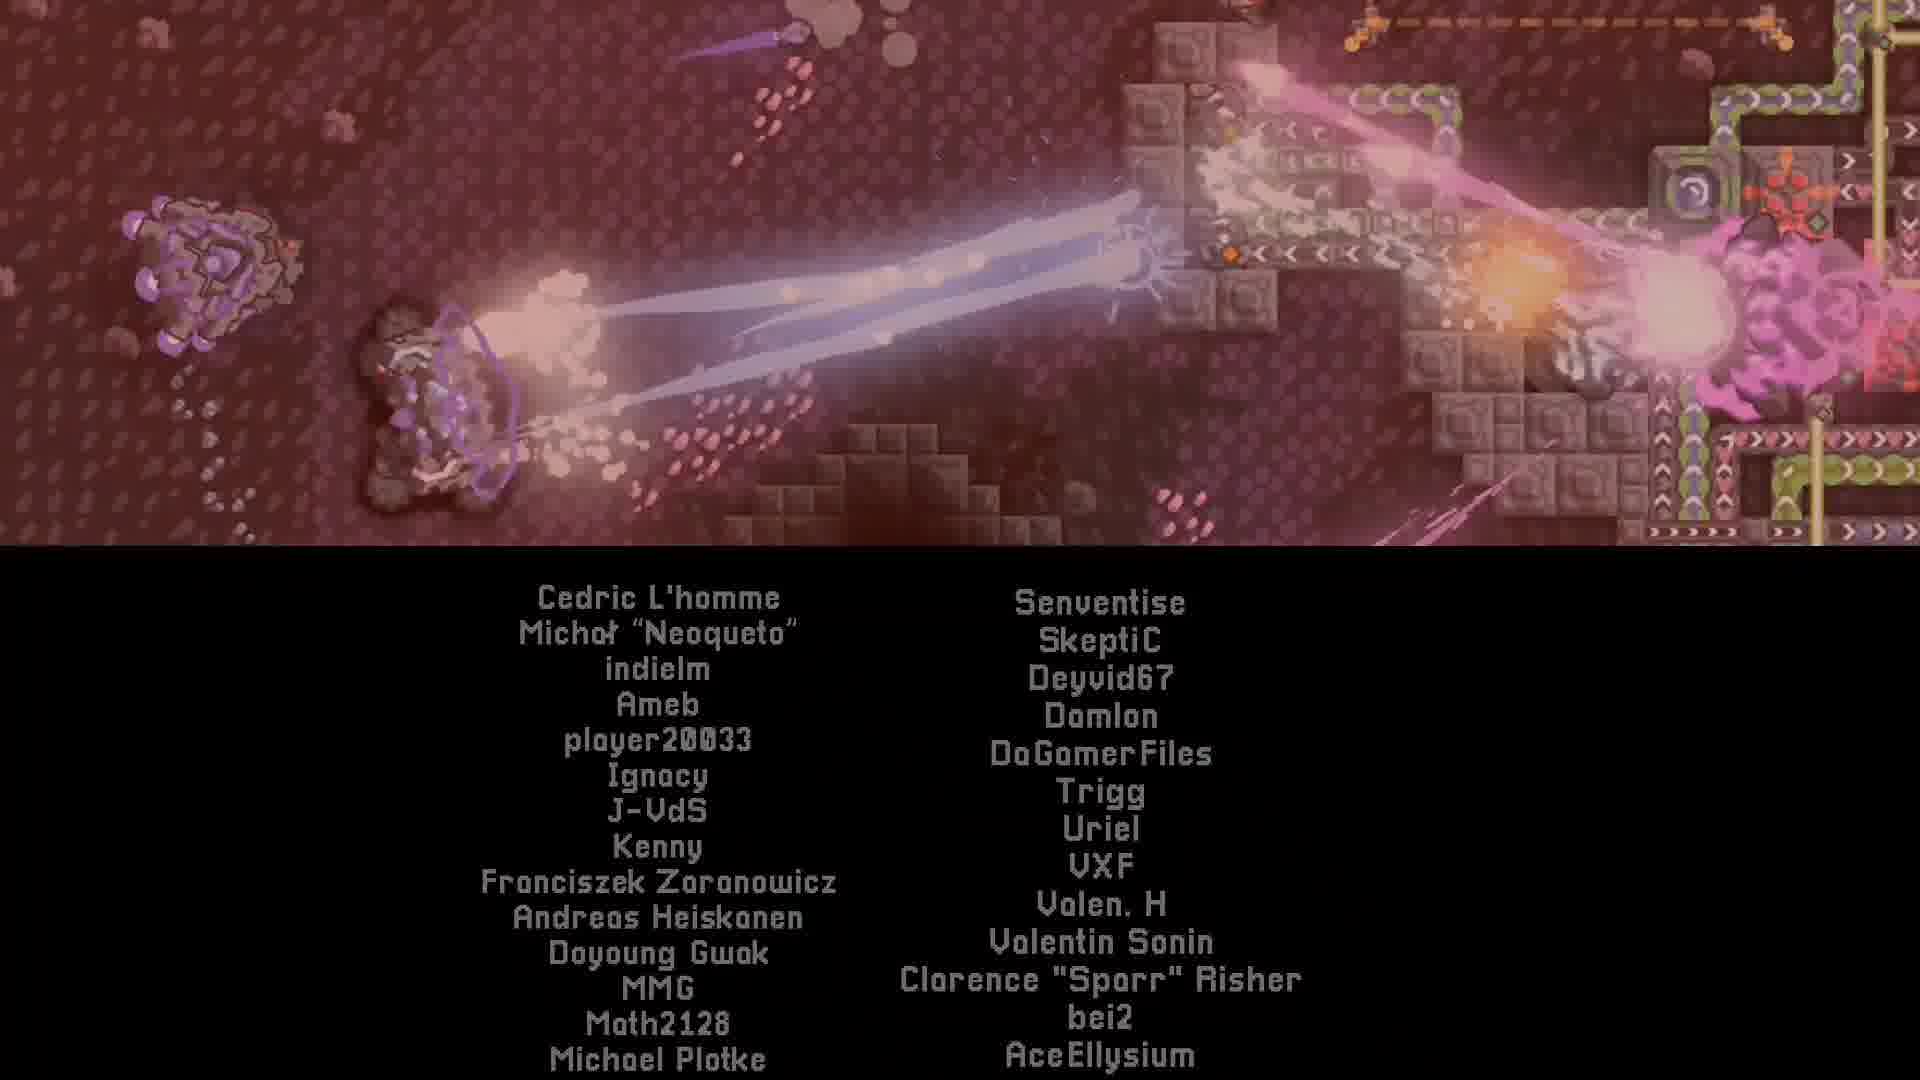 Cedric L'homme
Michał “Neoqueto”
indielm
Ameb
player20033
Ignacy
J-VdS
Kenny
Franciszek Zaranowicz
Andreas Heiskanen
Doyoung Gwak
MMG
Math2128
Michael Plotke
Senventise
SkeptiC
Deyvid67
Damlon
DaGamerFiles
Trigg
Uriel
VXF
Valen. H
Valentin Sonin
Clarence "Sparr" Risher
bei2
AceEllysium